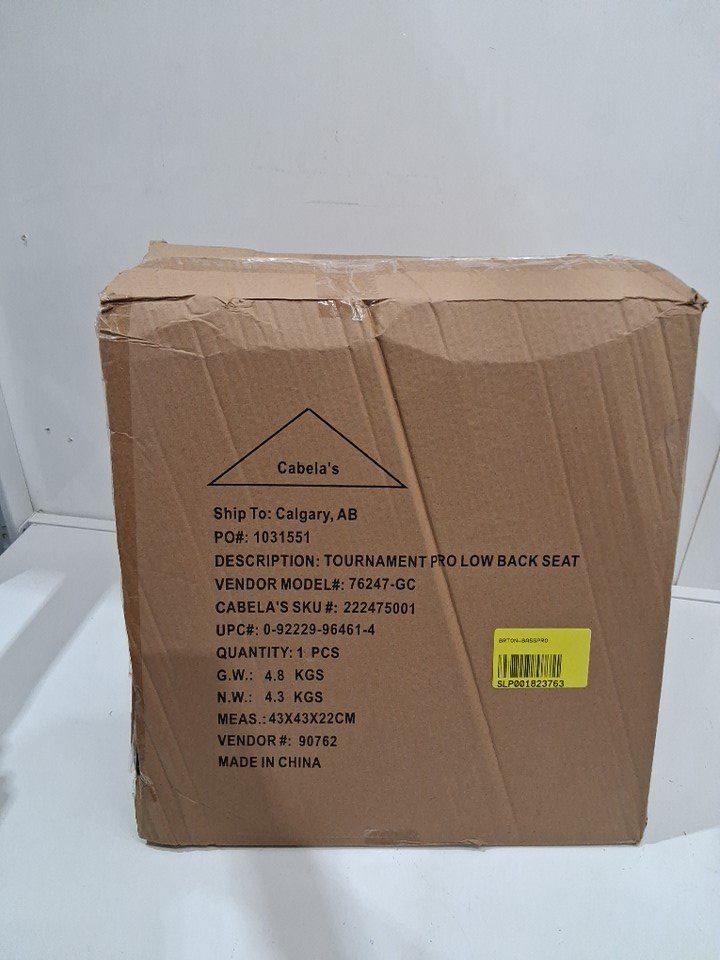 Cabela's
Ship To: Calgary, AB
PO#: 1031551
DESCRIPTION: TOURNAMENT PRO LOW BACK SEAT
VENDOR MODEL#: 76247-GC
CABELA'S SKU #: 222475001
UPC#: 0-92229-96461-4
QUANTITY: 1 PCS
G.W.: 4.8 KGS
N.W.: 4.3 KGS
MEAS.: 43X43X22CM
VENDOR #: 90762
MADE IN CHINA
BRTON-BASSPRO
SLP001823763